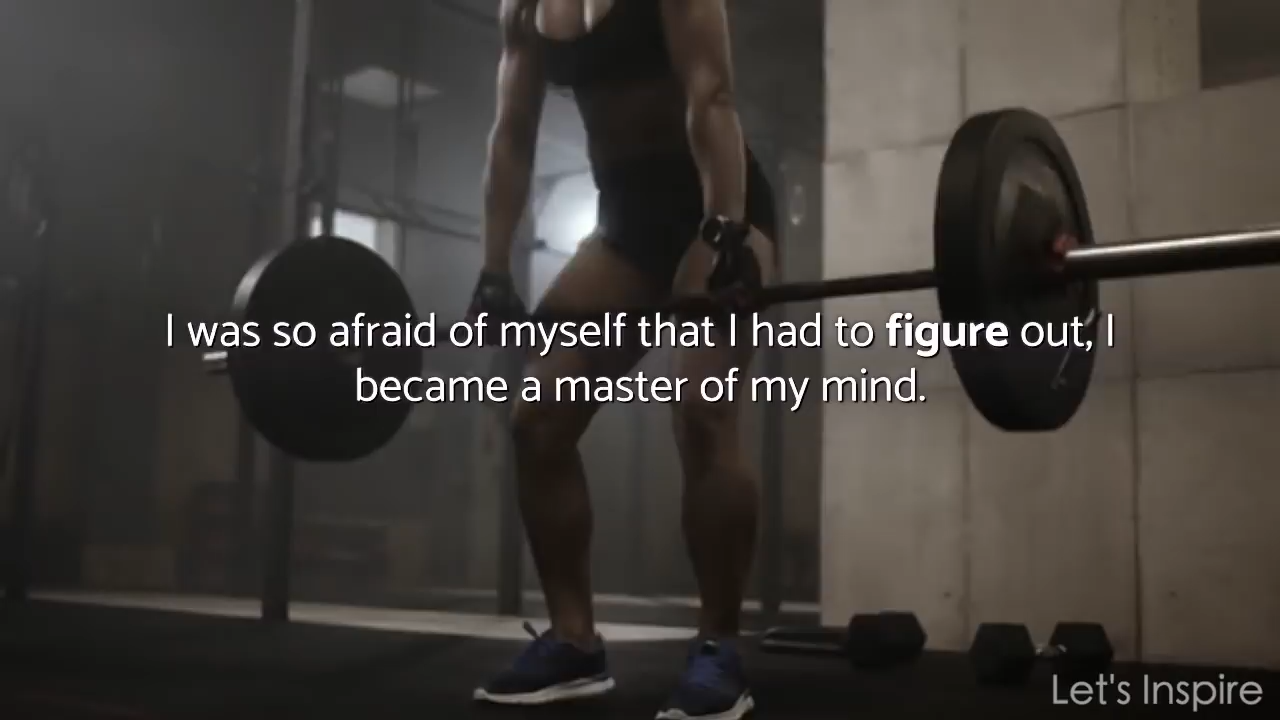 I was so afraid of myself that I had to figure out, I
became a master of my mind.
Let's Inspire